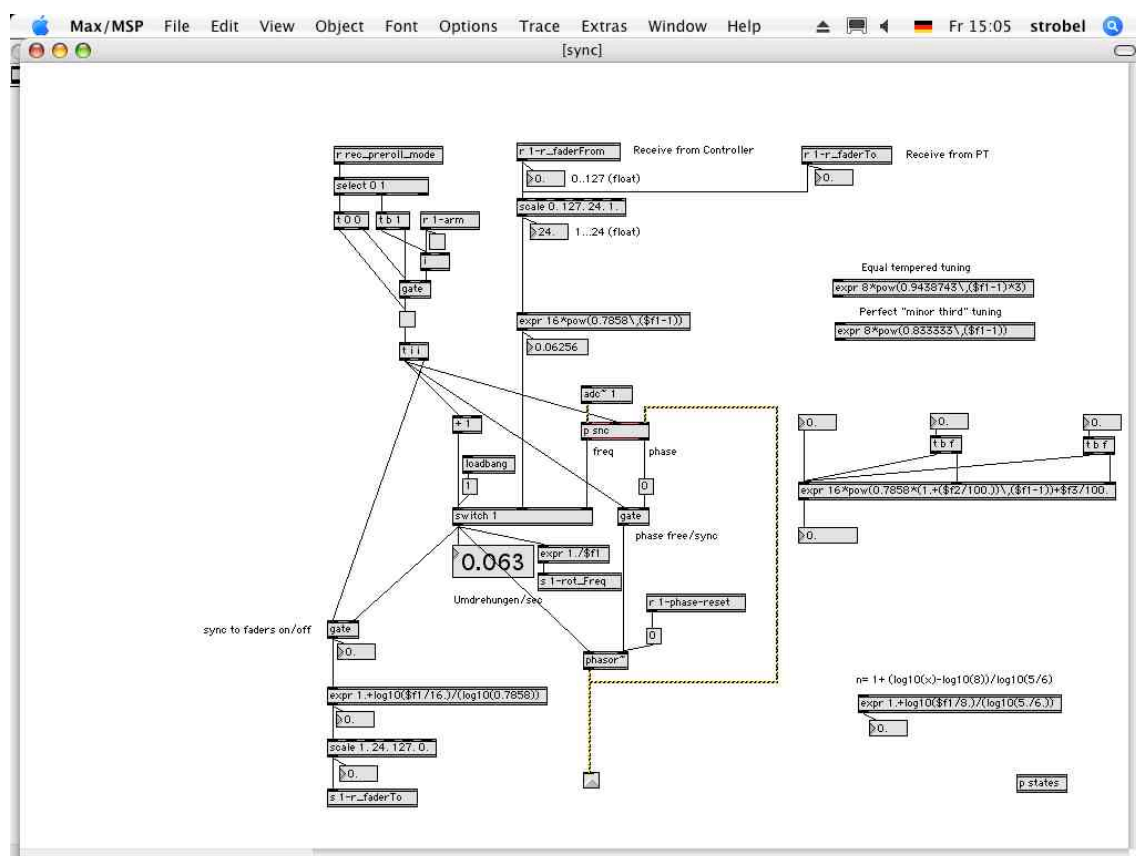 Max/MSP File Edit View Object Font Options Trace Extras Window Help Fr 15:05 strobel
[sync]
r rec_preroll_mode
select 0 1
t 0 0
t b 1
r 1-arm
i
gate
t i i
r 1-r_faderFrom
Receive from Controller
0.
0..127 (float)
scale 0. 127. 24. 1.
24.
1...24 (float)
r 1-r_faderTo
Receive from PT
0.
expr 16*pow(0.7858\,($f1-1))
0.06256
Equal tempered tuning
expr 8*pow(0.9438743\,($f1-1)*3)
Perfect "minor third" tuning
expr 8*pow(0.833333\,($f1-1))
adc~ 1
p snc
freq
phase
+ 1
loadbang
1
0
switch 1
gate
phase free/sync
0.063
expr 1./$f1
s 1-rot_Freq
Umdrehungen/sec
r 1-phase-reset
0
phasor~
0.
0.
0.
t b f
t b f
expr 16*pow(0.7858*(1.+($f2/100.))\,($f1-1))+$f3/100.
0.
sync to faders on/off
gate
0.
expr 1.+log10($f1/16.)/(log10(0.7858))
0.
scale 1. 24. 127. 0.
0.
s 1-r_faderTo
n= 1+ (log10(x)-log10(8))/log10(5/6)
expr 1.+log10($f1/8.)/(log10(5./6.))
0.
p states